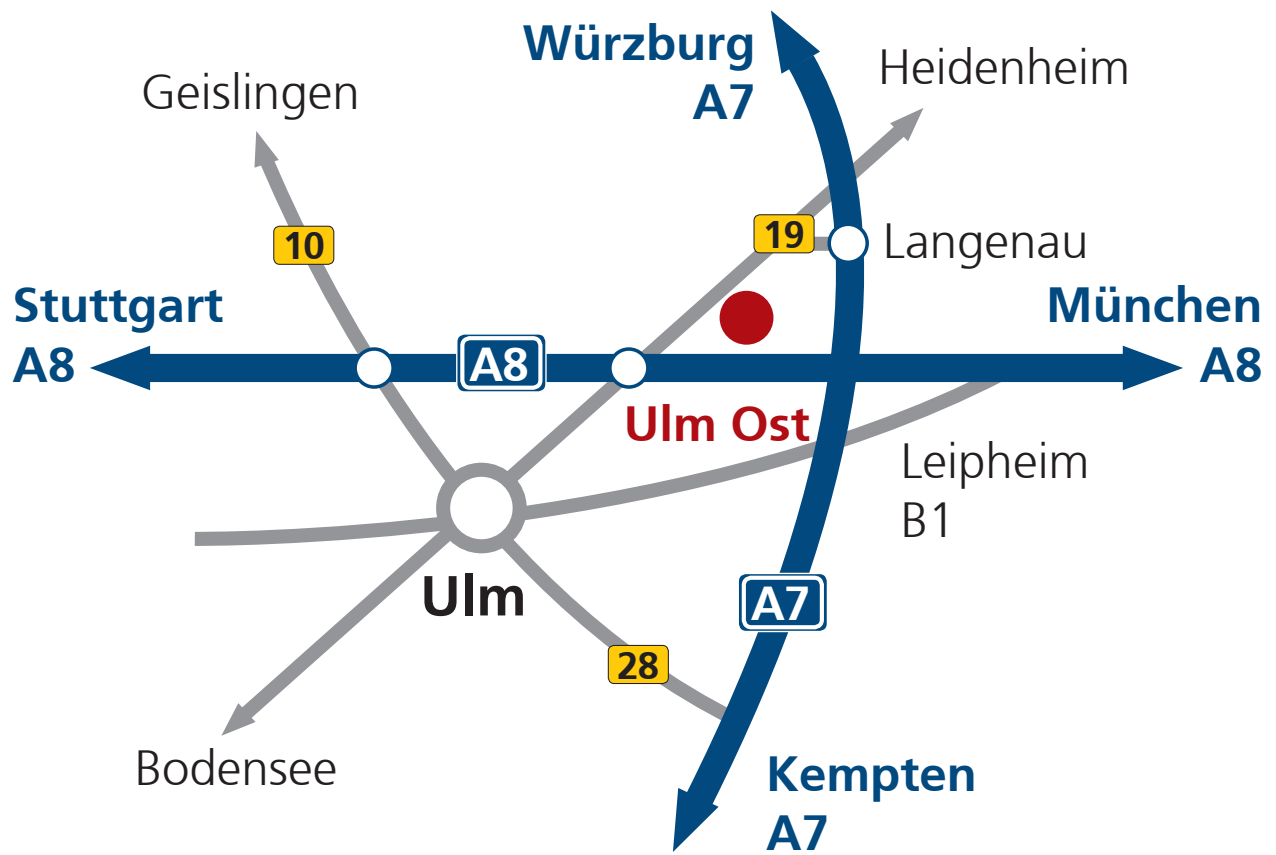 Würzburg
A7
Heidenheim
Geislingen
10
19
Langenau
Stuttgart
A8
A8
München
A8
Ulm Ost
Leipheim
B1
Ulm
A7
28
Bodensee
Kempten
A7